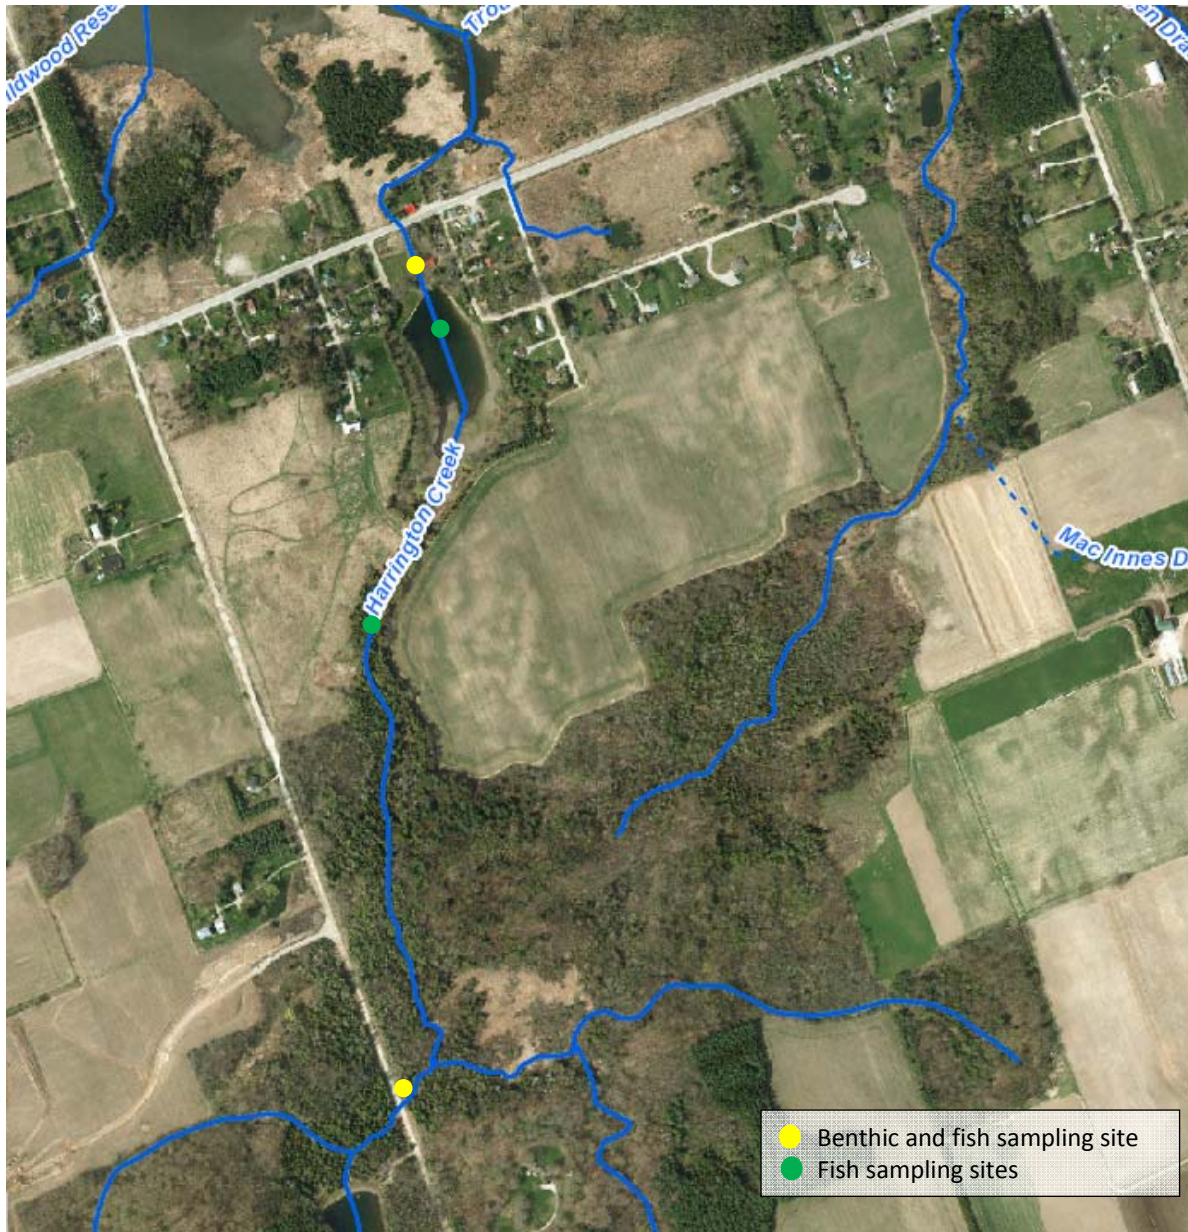 Harrington Creek
Mac Innes D
Benthic and fish sampling site
Fish sampling sites